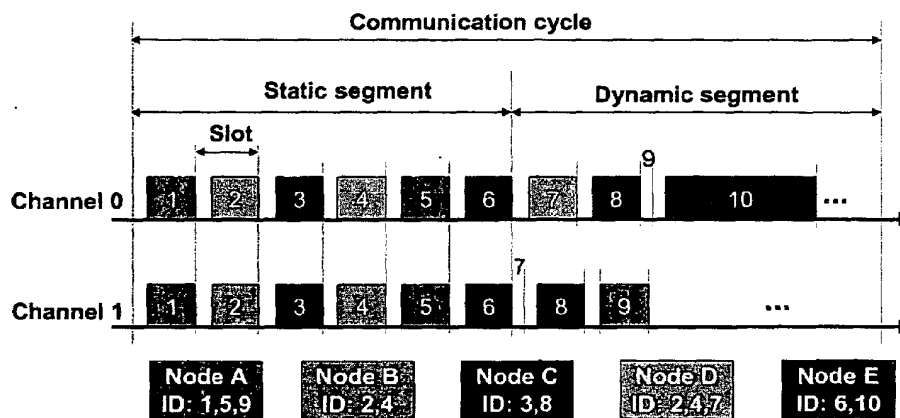 Communication cycle
Static segment
Dynamic segment
Slot
9
Channel 0
1 2 3 4 5 6 7 8 10 ...
7
Channel 1
1 2 3 4 5 6 8 9 ...
Node A
ID: 1,5,9
Node B
ID: 2,4
Node C
ID: 3,8
Node D
ID: 2,4,7
Node E
ID: 6,10